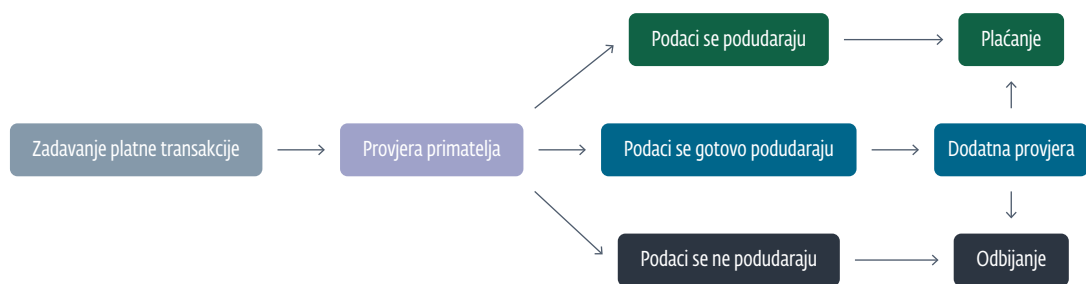 Podaci se podudaraju
Plaćanje
Zadavanje platne transakcije
Provjera primatelja
Podaci se gotovo podudaraju
Dodatna provjera
Podaci se ne podudaraju
Odbijanje